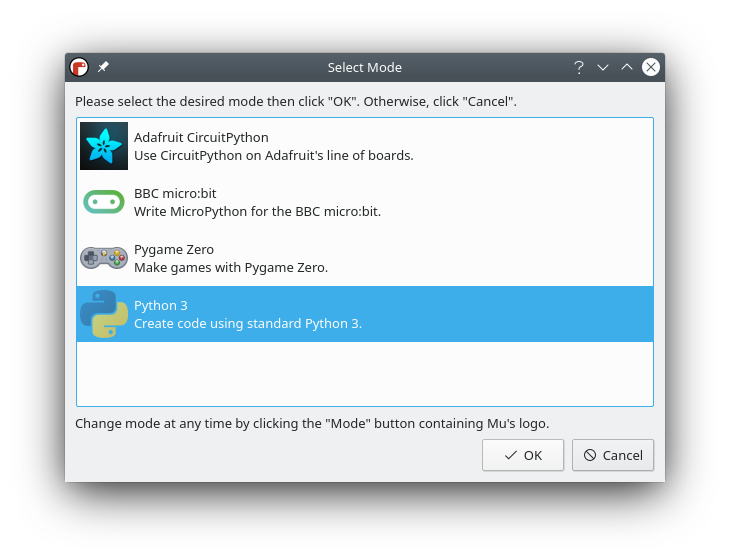 Select Mode
Please select the desired mode then click "OK". Otherwise, click "Cancel".
Adafruit CircuitPython
Use CircuitPython on Adafruit's line of boards.
BBC micro:bit
Write MicroPython for the BBC micro:bit.
Pygame Zero
Make games with Pygame Zero.
Python 3
Create code using standard Python 3.
Change mode at any time by clicking the "Mode" button containing Mu's logo.
OK
Cancel